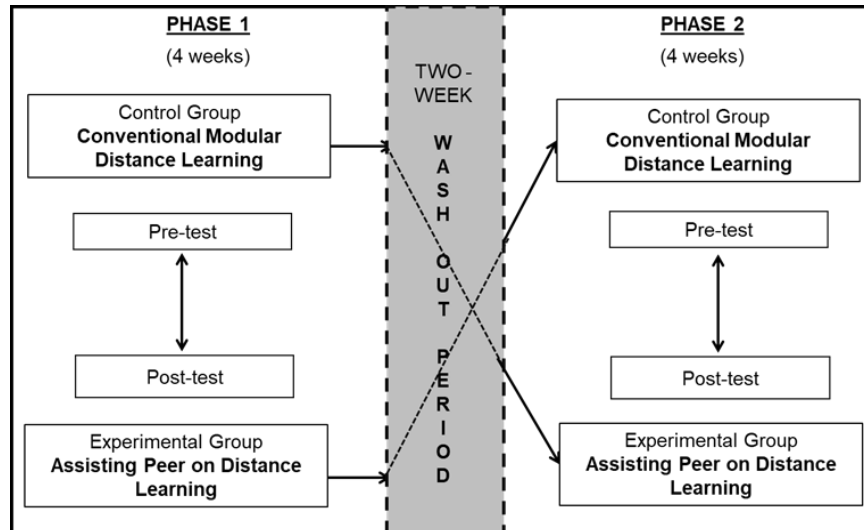 PHASE 1
(4 weeks)
Control Group
Conventional Modular
Distance Learning
Pre-test
Post-test
Experimental Group
Assisting Peer on Distance
Learning
TWO-
WEEK
W
A
S
H
O
U
T
P
E
R
I
O
D
PHASE 2
(4 weeks)
Control Group
Conventional Modular
Distance Learning
Pre-test
Post-test
Experimental Group
Assisting Peer on Distance
Learning